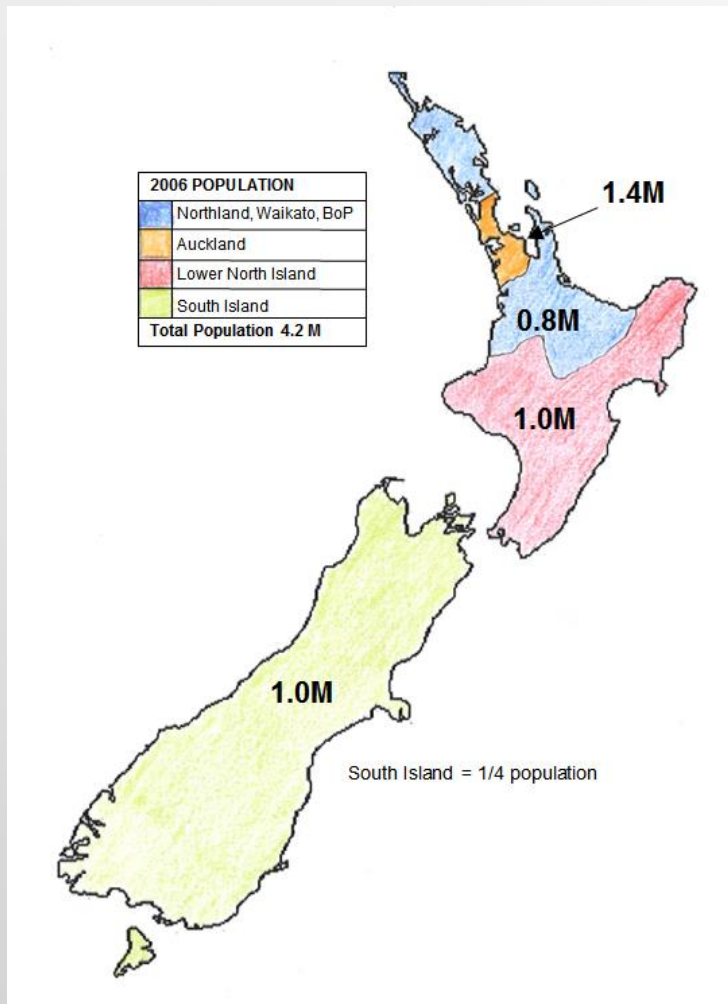 2006 POPULATION
Northland, Waikato, BoP
Auckland
Lower North Island
South Island
Total Population 4.2 M
1.4M
0.8M
1.0M
1.0M
South Island = 1/4 population